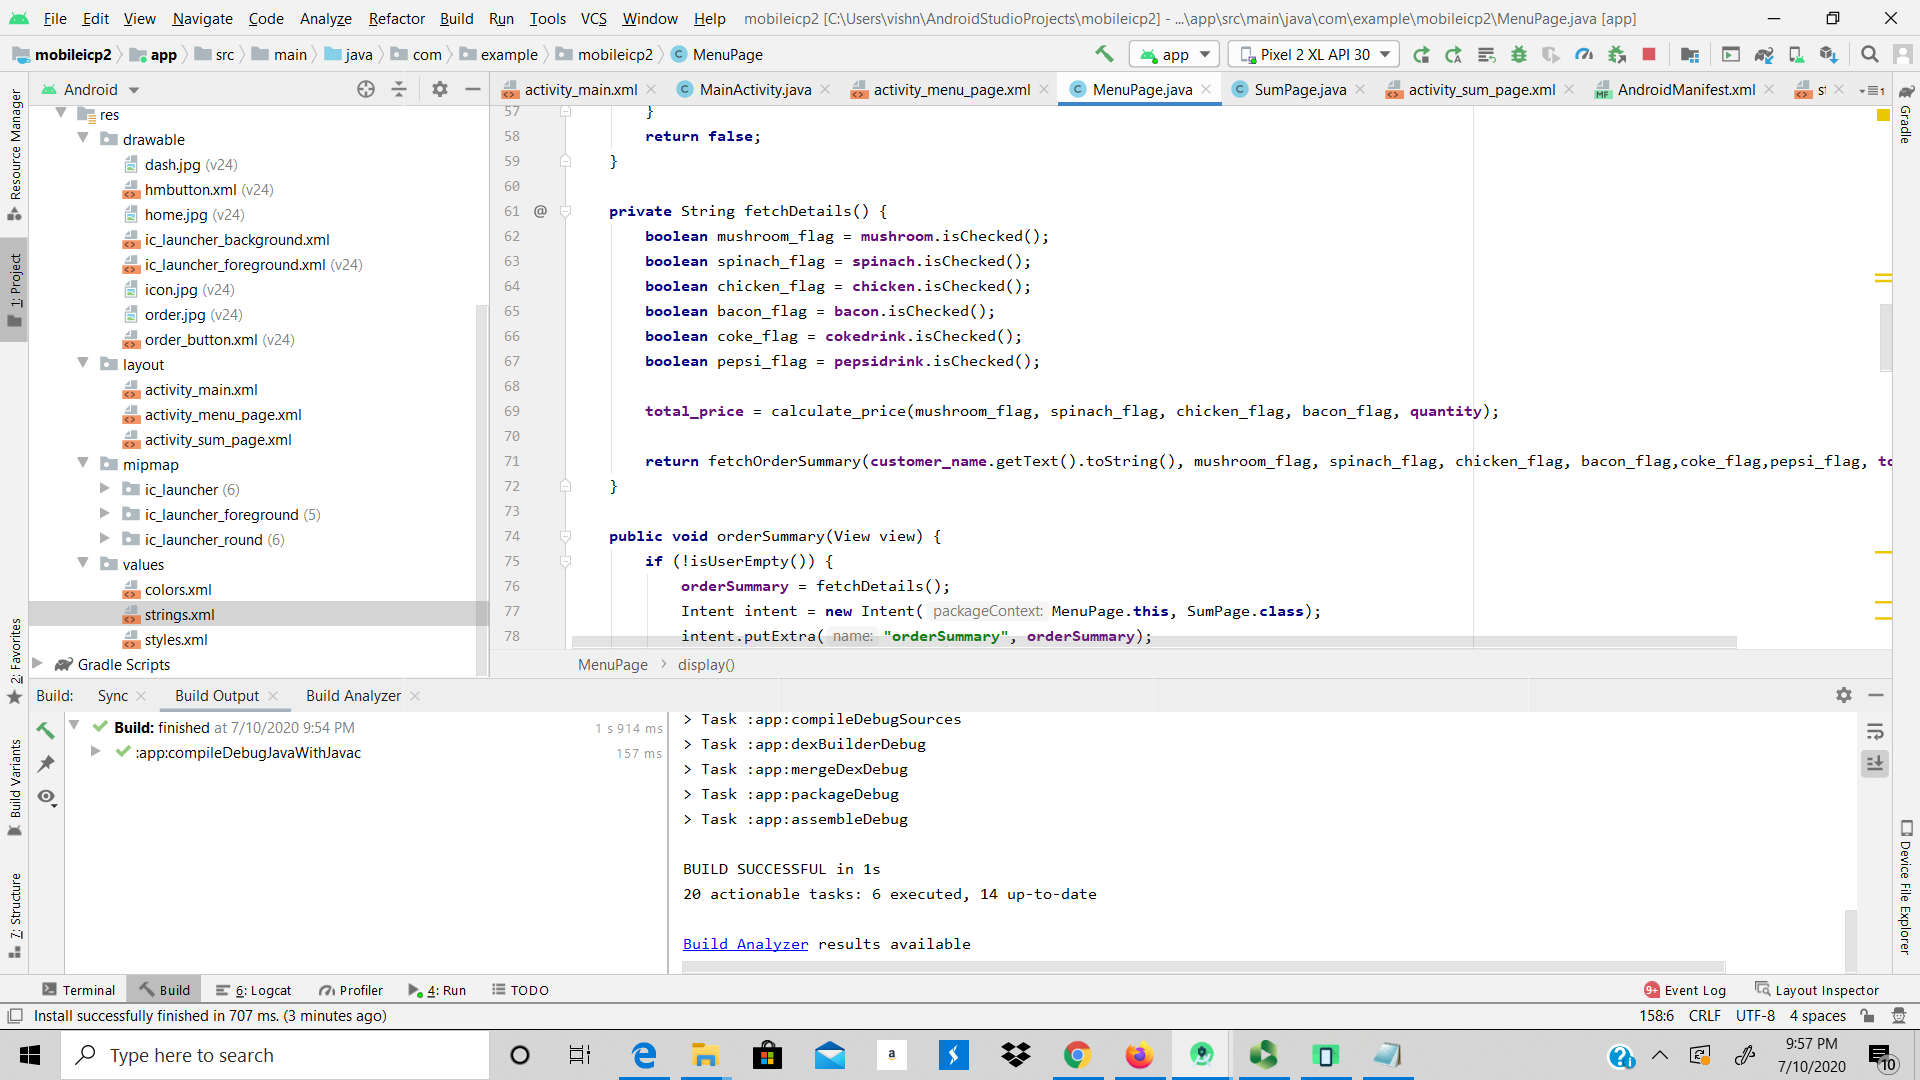 File Edit View Navigate Code Analyze Refactor Build Run Tools VCS Window Help mobileicp2 [C:\Users\vishn\AndroidStudioProjects\mobileicp2] - ...\app\src\main\java\com\example\mobileicp2\MenuPage.java [app]
mobileicp2 app src main java com example mobileicp2 MenuPage app Pixel 2 XL API 30
Android activity_main.xml MainActivity.java activity_menu_page.xml MenuPage.java SumPage.java activity_sum_page.xml AndroidManifest.xml
Resource Manager
1: Project
2: Favorites
Build Variants
7: Structure
Gradle
Device File Explorer
res
drawable
dash.jpg (v24)
hmbutton.xml (v24)
home.jpg (v24)
ic_launcher_background.xml
ic_launcher_foreground.xml (v24)
icon.jpg (v24)
order.jpg (v24)
order_button.xml (v24)
layout
activity_main.xml
activity_menu_page.xml
activity_sum_page.xml
mipmap
ic_launcher (6)
ic_launcher_foreground (5)
ic_launcher_round (6)
values
colors.xml
strings.xml
styles.xml
Gradle Scripts
57 }
58 return false;
59 }
60
61 @ private String fetchDetails() {
62 boolean mushroom_flag = mushroom.isChecked();
63 boolean spinach_flag = spinach.isChecked();
64 boolean chicken_flag = chicken.isChecked();
65 boolean bacon_flag = bacon.isChecked();
66 boolean coke_flag = cokedrink.isChecked();
67 boolean pepsi_flag = pepsidrink.isChecked();
68
69 total_price = calculate_price(mushroom_flag, spinach_flag, chicken_flag, bacon_flag, quantity);
70
71 return fetchOrderSummary(customer_name.getText().toString(), mushroom_flag, spinach_flag, chicken_flag, bacon_flag,coke_flag,pepsi_flag,
72 }
73
74 public void orderSummary(View view) {
75 if (!isUserEmpty()) {
76 orderSummary = fetchDetails();
77 Intent intent = new Intent( packageContext: MenuPage.this, SumPage.class);
78 intent.putExtra( name: "orderSummary", orderSummary);
MenuPage display()
Build: Sync Build Output Build Analyzer
Build: finished at 7/10/2020 9:54 PM 1 s 914 ms
:app:compileDebugJavaWithJavac 157 ms
> Task :app:compileDebugSources
> Task :app:dexBuilderDebug
> Task :app:mergeDexDebug
> Task :app:packageDebug
> Task :app:assembleDebug
BUILD SUCCESSFUL in 1s
20 actionable tasks: 6 executed, 14 up-to-date
Build Analyzer results available
Terminal Build 6: Logcat Profiler 4: Run TODO 9+ Event Log Layout Inspector
Install successfully finished in 707 ms. (3 minutes ago) 158:6 CRLF UTF-8 4 spaces
Type here to search
9:57 PM
7/10/2020
10